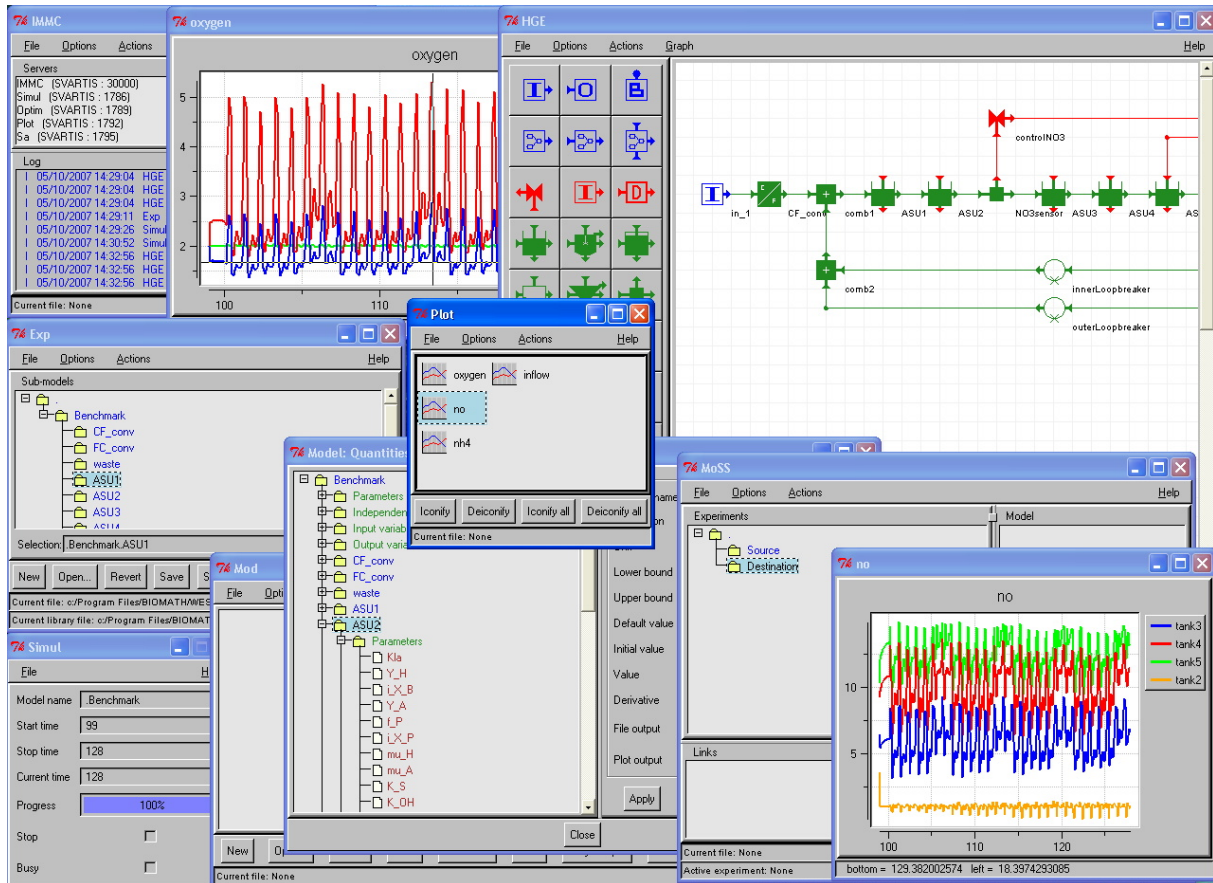 IMMC
File Options Actions
Servers
IMMC (SVARTIS : 30000)
Simul (SVARTIS : 1786)
Optim (SVARTIS : 1789)
Plot (SVARTIS : 1792)
Sa (SVARTIS : 1795)
Log
I 05/10/2007 14:29:04 HGE
I 05/10/2007 14:29:04 HGE
I 05/10/2007 14:29:04 HGE
I 05/10/2007 14:29:11 Exp
I 05/10/2007 14:29:26 Simul
I 05/10/2007 14:30:52 Simul
I 05/10/2007 14:32:56 HGE
I 05/10/2007 14:32:56 HGE
I 05/10/2007 14:32:56 HGE
Current file: None
oxygen
oxygen
5
4
3
2
100 110
HGE
File Options Actions Graph Help
controlNO3
in_1 CF_conv comb1 ASU1 ASU2 NO3sensor ASU3 ASU4
comb2
innerLoopbreaker
outerLoopbreaker
Plot
File Options Actions Help
oxygen inflow
no
nh4
Iconify Deiconify Iconify all Deiconify all
Current file: None
Exp
File Options Actions Help
Sub-models
.
Benchmark
CF_conv
FC_conv
waste
ASU1
ASU2
ASU3
ASU4
Selection: .Benchmark.ASU1
New Open... Revert Save
Current file: c:/Program Files/BIOMATH/WES
Current library file: c:/Program Files/BIOMAT
Simul
File
Model name .Benchmark
Start time 99
Stop time 128
Current time 128
Progress 100%
Stop
Busy
Mod
File Opti
New
Current file: None
Model: Quantities
Benchmark
Parameters
Independen
Input variab
Output varia
CF_conv
FC_conv
waste
ASU1
ASU2
Parameters
Kla
Y_H
i_X_B
Y_A
f_P
i_X_P
mu_H
mu_A
K_S
K_OH
Lower bound
Upper bound
Default value
Initial value
Value
Derivative
File output
Plot output
Apply
Close
MoSS
File Options Actions Help
Experiments
Model
.
Source
Destination
Links
Current file: None
Active experiment: None
no
no
tank3
tank4
tank5
tank2
10
5
100 110 120
bottom = 129.382002574 left = 18.3974293085